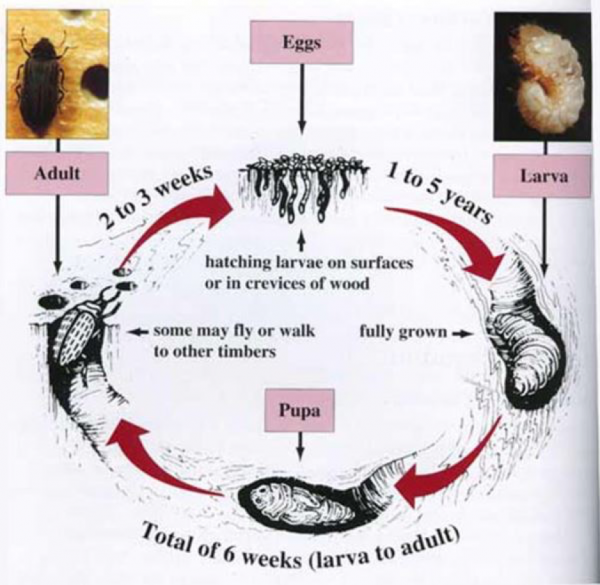 Eggs
Adult
Larva
2 to 3 weeks
1 to 5 years
hatching larvae on surfaces
or in crevices of wood
some may fly or walk
to other timbers
fully grown
Pupa
Total of 6 weeks (larva to adult)